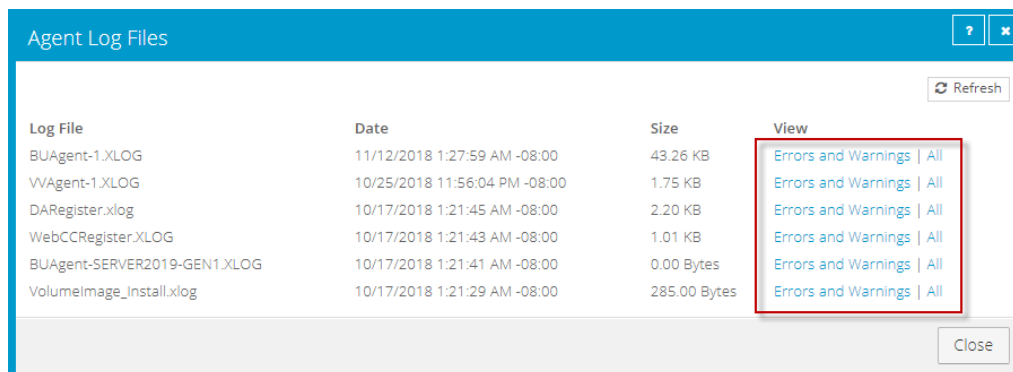 Agent Log Files
? ×
Refresh
Log File Date Size View
BUAgent-1.XLOG 11/12/2018 1:27:59 AM -08:00 43.26 KB Errors and Warnings | All
VVAgent-1.XLOG 10/25/2018 11:56:04 PM -08:00 1.75 KB Errors and Warnings | All
DARegister.xlog 10/17/2018 1:21:45 AM -08:00 2.20 KB Errors and Warnings | All
WebCCRegister.XLOG 10/17/2018 1:21:43 AM -08:00 1.01 KB Errors and Warnings | All
BUAgent-SERVER2019-GEN1.XLOG 10/17/2018 1:21:41 AM -08:00 0.00 Bytes Errors and Warnings | All
VolumeImage_Install.xlog 10/17/2018 1:21:29 AM -08:00 285.00 Bytes Errors and Warnings | All
Close